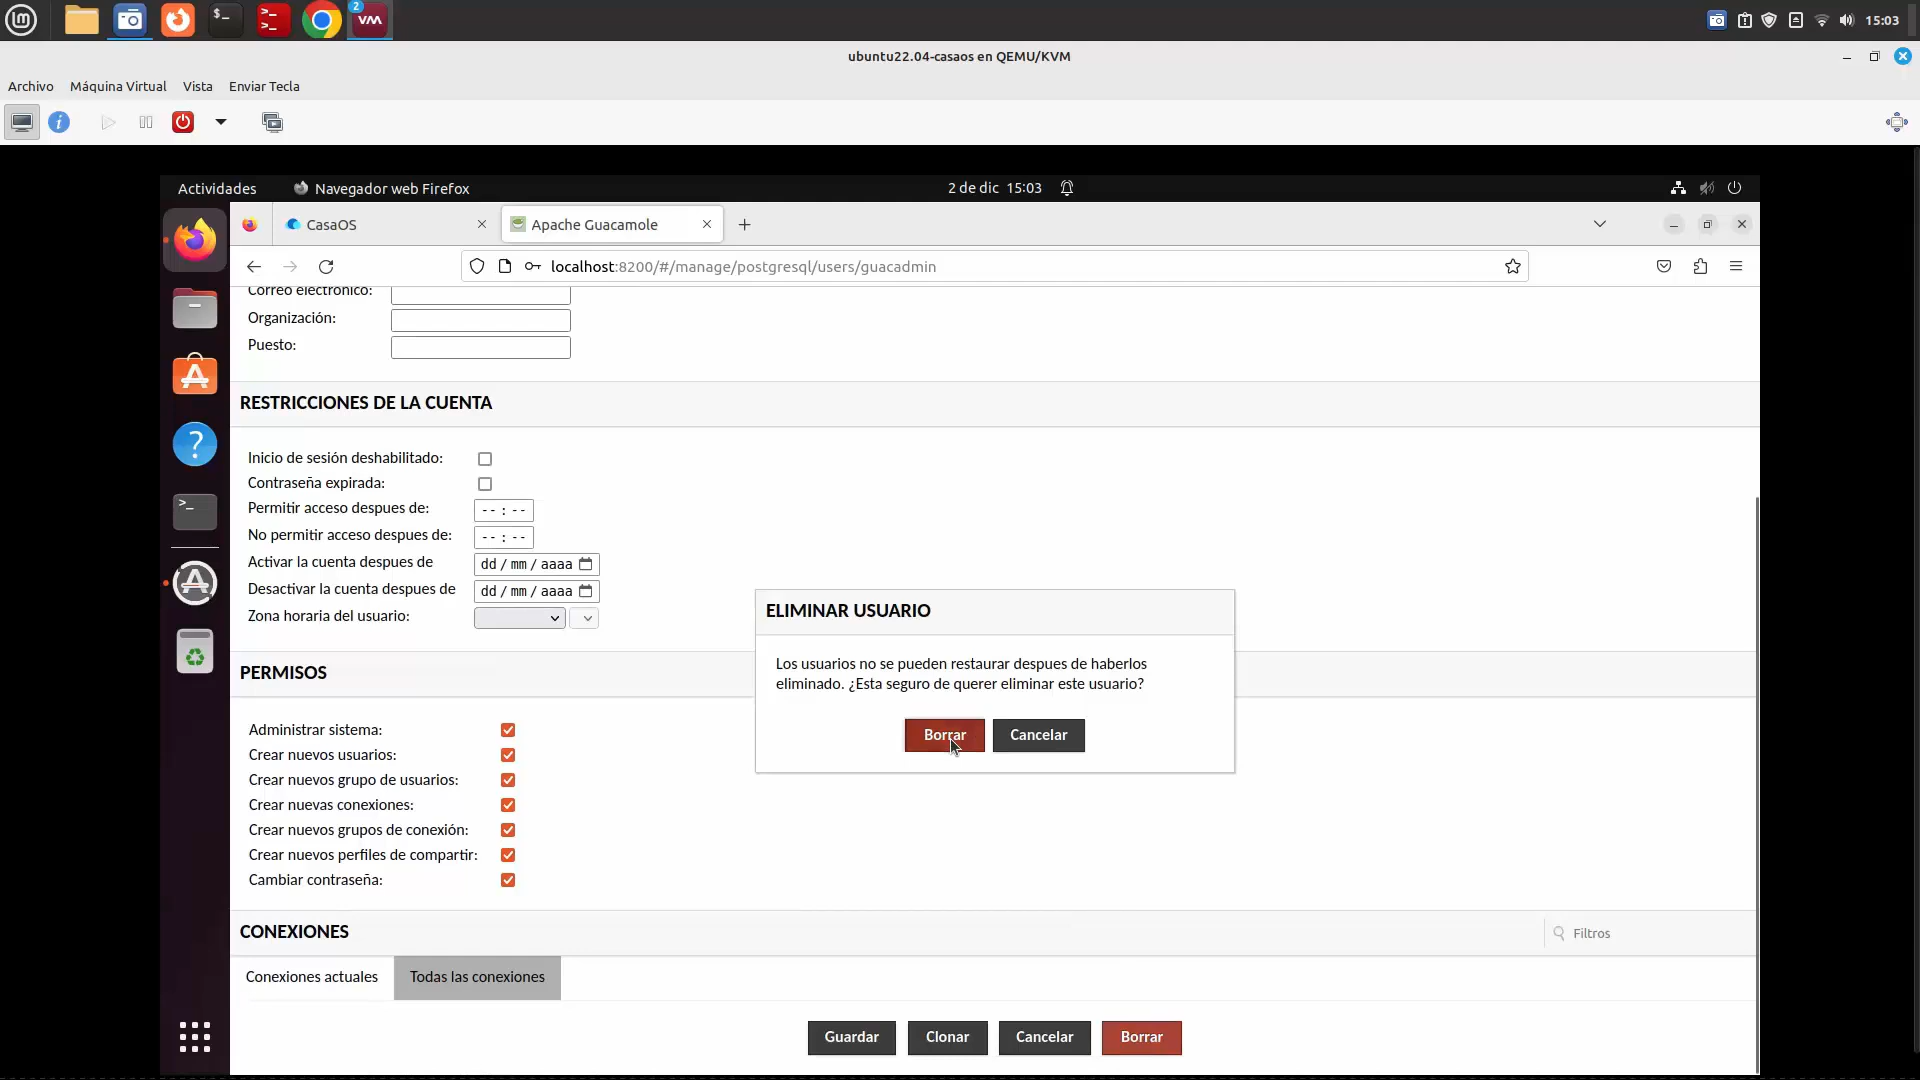 2
15:03
ubuntu22.04-casaos en QEMU/KVM
Archivo Máquina Virtual Vista Enviar Tecla
Actividades Navegador web Firefox 2 de dic 15:03
CasaOS Apache Guacamole
localhost:8200/#/manage/postgresql/users/guacadmin
Correo electronico:
Organización:
Puesto:
RESTRICCIONES DE LA CUENTA
Inicio de sesión deshabilitado:
Contraseña expirada:
Permitir acceso despues de: -- : --
No permitir acceso despues de: -- : --
Activar la cuenta despues de dd / mm / aaaa
Desactivar la cuenta despues de dd / mm / aaaa
Zona horaria del usuario:
ELIMINAR USUARIO
Los usuarios no se pueden restaurar despues de haberlos
eliminado. ¿Esta seguro de querer eliminar este usuario?
Borrar Cancelar
PERMISOS
Administrar sistema:
Crear nuevos usuarios:
Crear nuevos grupo de usuarios:
Crear nuevas conexiones:
Crear nuevos grupos de conexión:
Crear nuevos perfiles de compartir:
Cambiar contraseña:
CONEXIONES
Filtros
Conexiones actuales Todas las conexiones
Guardar Clonar Cancelar Borrar